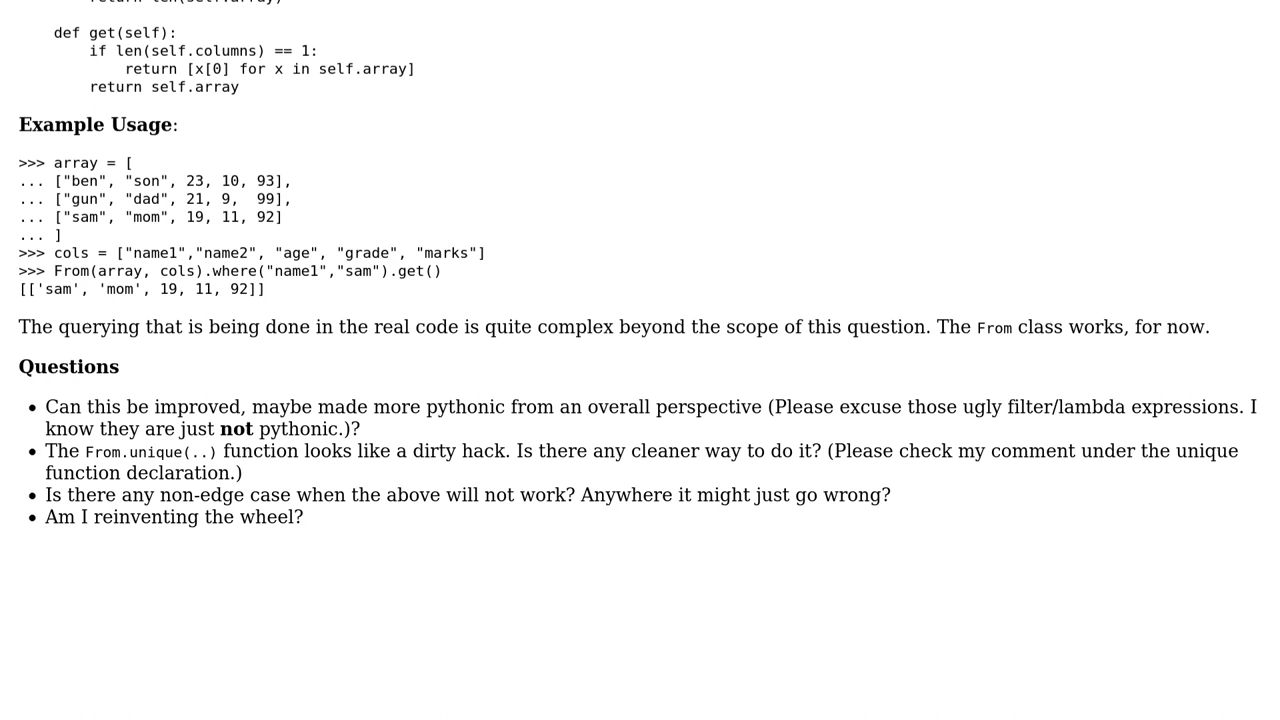 def get(self):
        if len(self.columns) == 1:
            return [x[0] for x in self.array]
        return self.array
Example Usage:
>>> array = [
... ["ben", "son", 23, 10, 93],
... ["gun", "dad", 21, 9,  99],
... ["sam", "mom", 19, 11, 92]
... ]
>>> cols = ["name1","name2", "age", "grade", "marks"]
>>> From(array, cols).where("name1","sam").get()
[['sam', 'mom', 19, 11, 92]]
The querying that is being done in the real code is quite complex beyond the scope of this question. The From class works, for now.
Questions
• Can this be improved, maybe made more pythonic from an overall perspective (Please excuse those ugly filter/lambda expressions. I
know they are just not pythonic.)?
• The From.unique(..) function looks like a dirty hack. Is there any cleaner way to do it? (Please check my comment under the unique
function declaration.)
• Is there any non-edge case when the above will not work? Anywhere it might just go wrong?
• Am I reinventing the wheel?